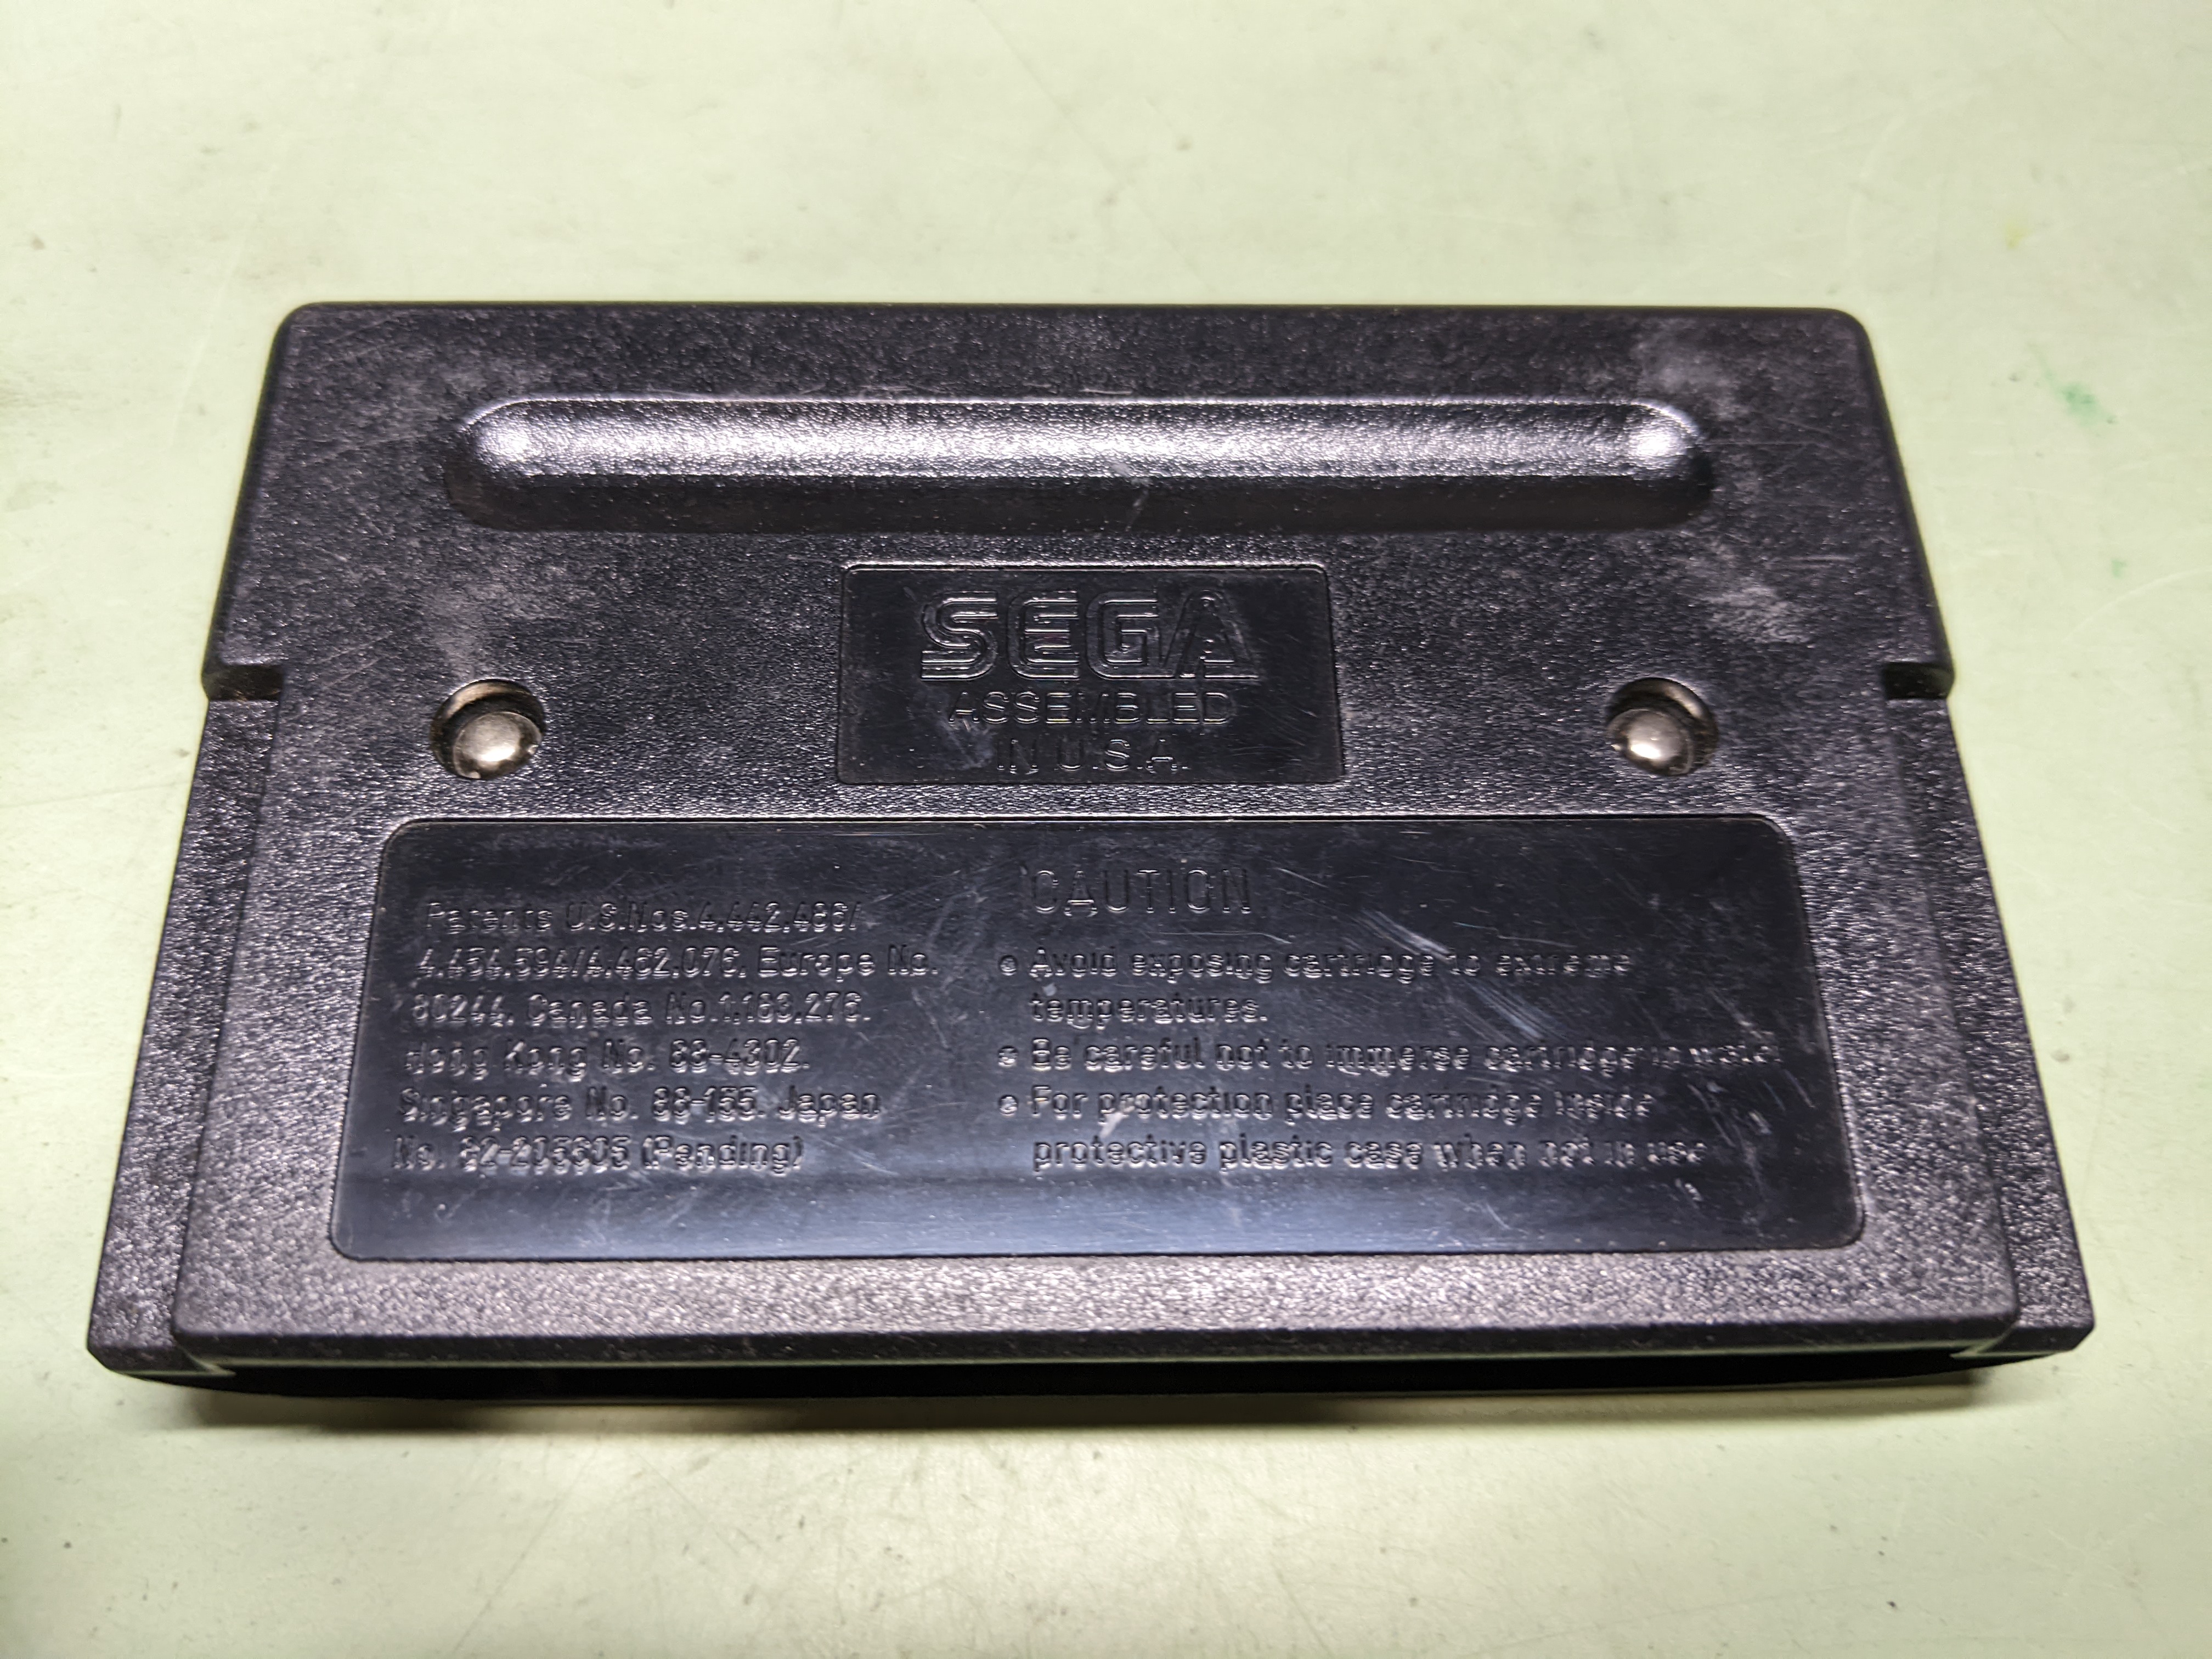 SEGA
ASSEMBLED
IN U.S.A.
Patents U.S.Nos.4,442,486/
4,454,594/4,462,076. Europe No.
80244. Canada No.1,183,276.
Hong Kong No. 88-4302.
Singapore No. 88-155. Japan
No. 82-205605 (Pending)
CAUTION
● Avoid exposing cartridge to extreme
temperatures.
● Be careful not to immerse cartridge in water.
● For protection place cartridge inside
protective plastic case when not in use